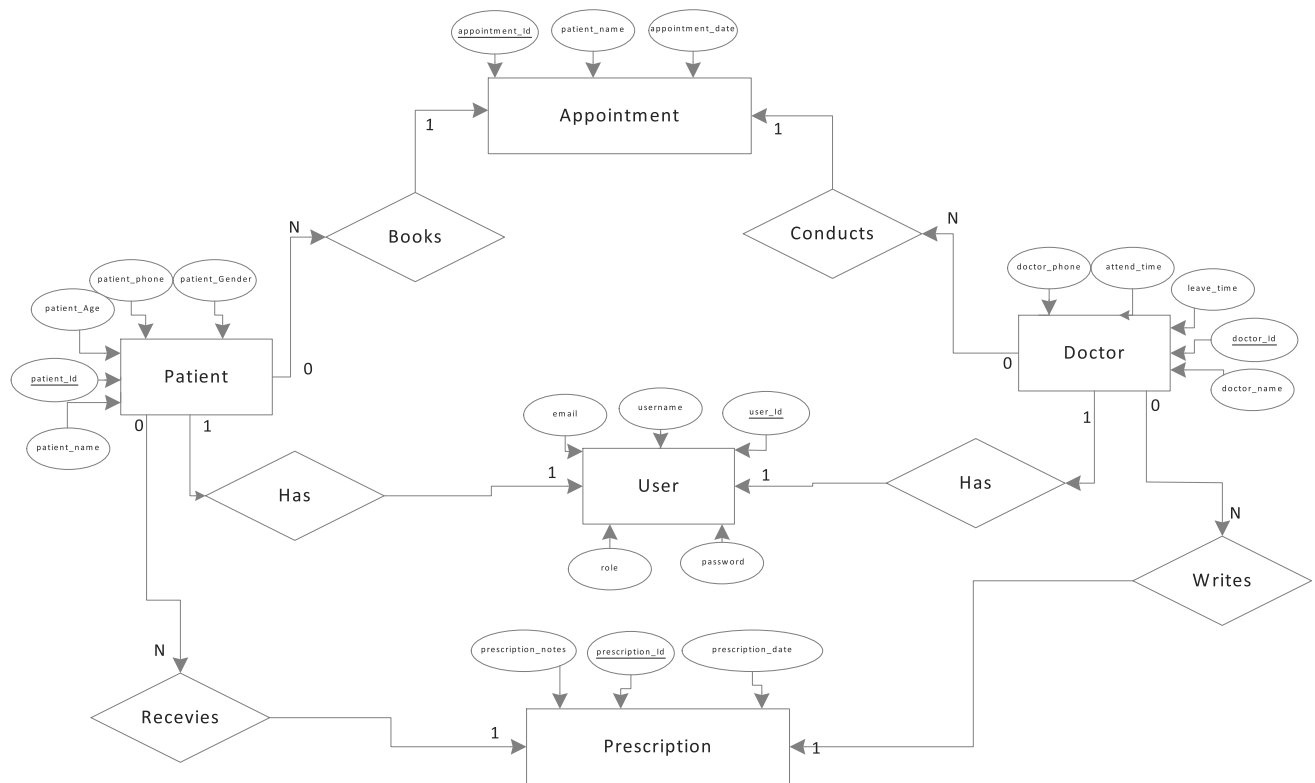 appointment_Id
patient_name
appointment_date
Appointment
1
1
N
Books
Conducts
N
patient_phone
patient_Gender
patient_Age
patient_Id
patient_name
Patient
0
0
1
doctor_phone
attend_time
leave_time
doctor_Id
doctor_name
Doctor
0
1
0
email
username
user_Id
User
role
password
1
1
Has
Has
N
Writes
N
Recevies
prescription_notes
prescription_Id
prescription_date
1
Prescription
1